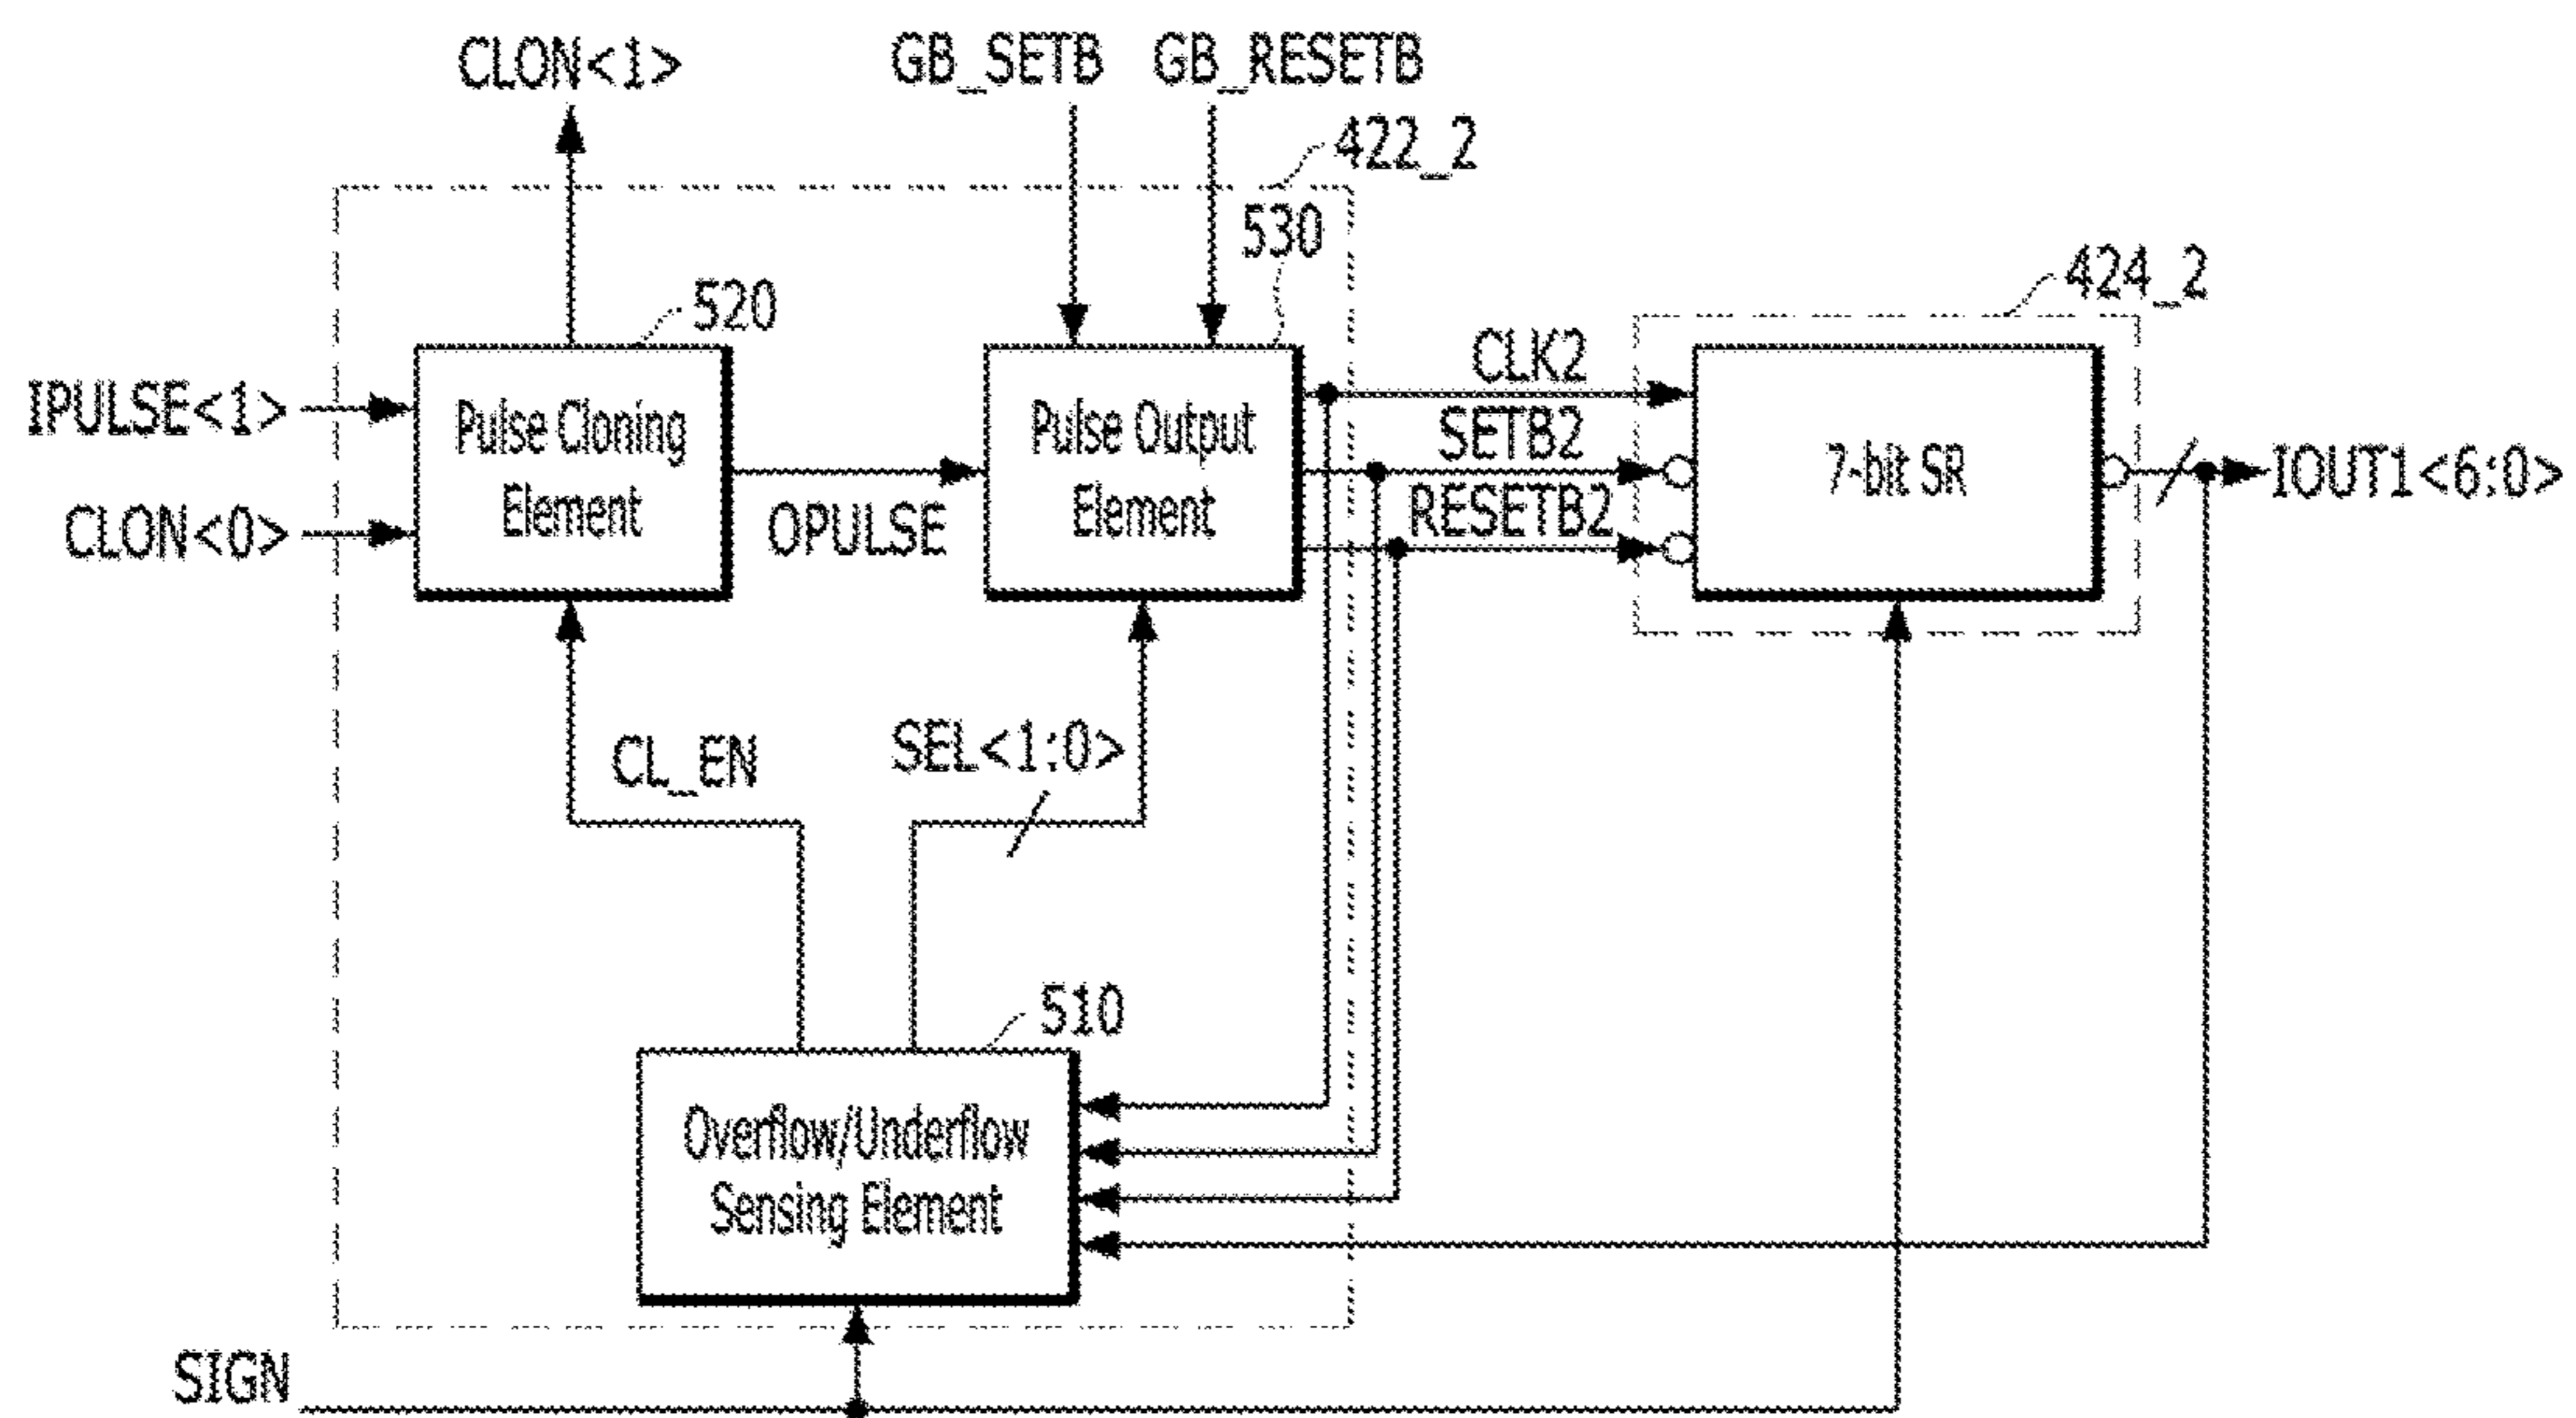 CLON<1>
GB_SETB
GB_RESETB
422_2
530
520
424_2
IPULSE<1>
CLON<0>
Pulse Cloning
Element
OPULSE
Pulse Output
Element
CLK2
SETB2
RESETB2
7-bit SR
IOUT1<6:0>
CL_EN
SEL<1:0>
510
Overflow/Underflow
Sensing Element
SIGN